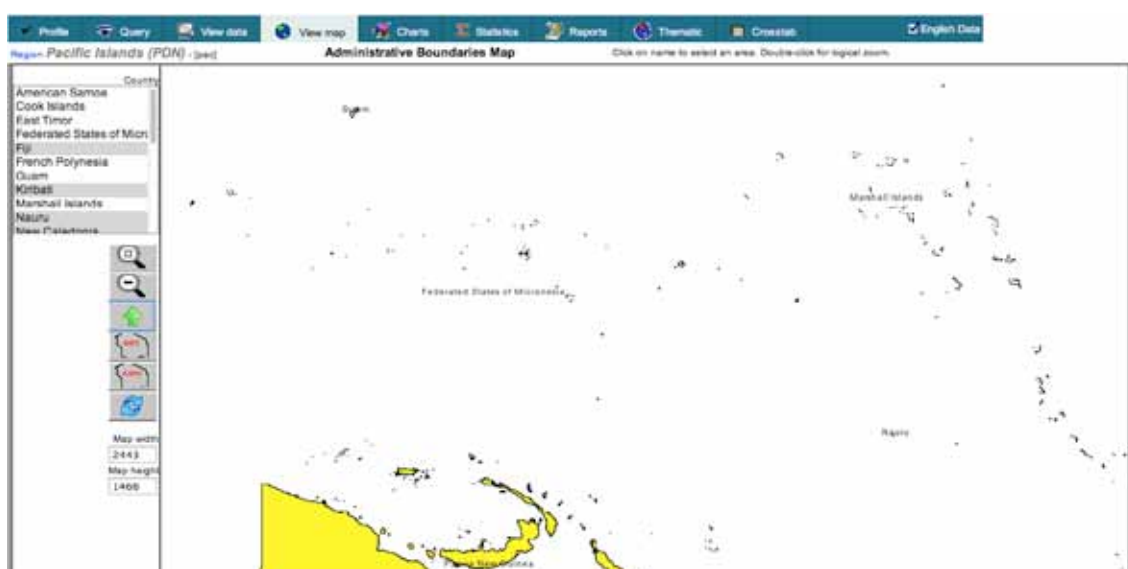 Profile Query View data View map Charts Statistics Reports Thematic Crosstab English Data
Region Pacific Islands (PDN) - [pac] Administrative Boundaries Map Click on name to select an area. Double-click for logical zoom.
County
American Samoa
Cook Islands
East Timor
Federated States of Micr
Fiji
French Polynesia
Guam
Kiribati
Marshall Islands
Nauru
New Caledonia
Map width
2443
Map height
1466
Guam
Marshall Islands
Federated States of Micronesia
Nauru
Papua New Guinea